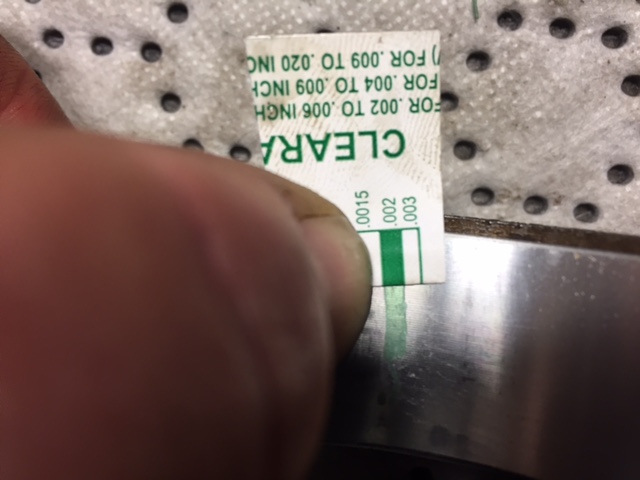 .0015
.002
.003
CLEARA
FOR .002 TO .006 INCH
FOR .004 TO .009 INCH
) FOR .009 TO .020 INC